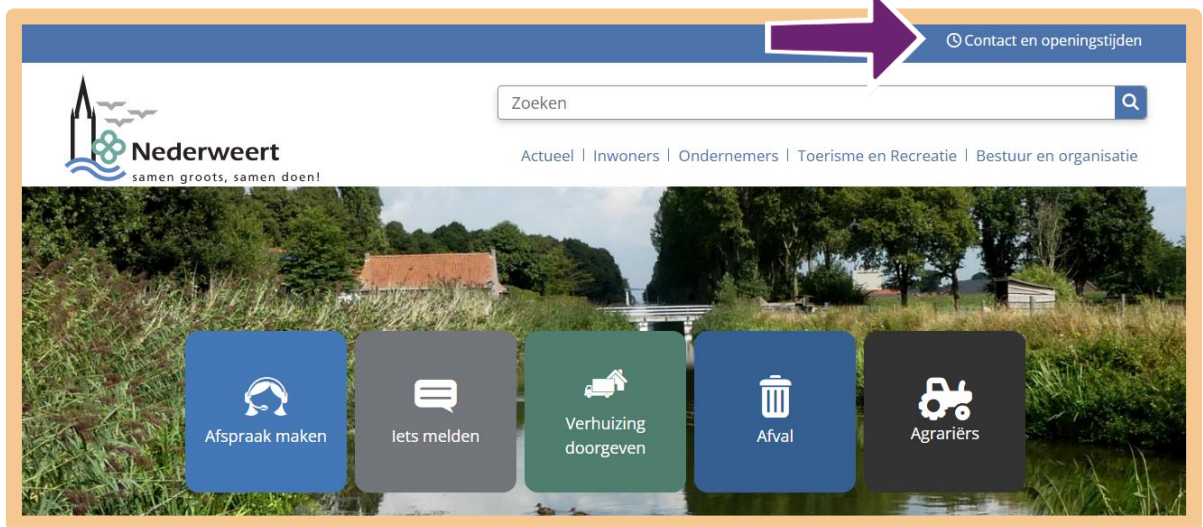 Contact en openingstijden
Zoeken
Nederweert
samen groots, samen doen!
Actueel | Inwoners | Ondernemers | Toerisme en Recreatie | Bestuur en organisatie
Afspraak maken
Iets melden
Verhuizing
doorgeven
Afval
Agrariërs